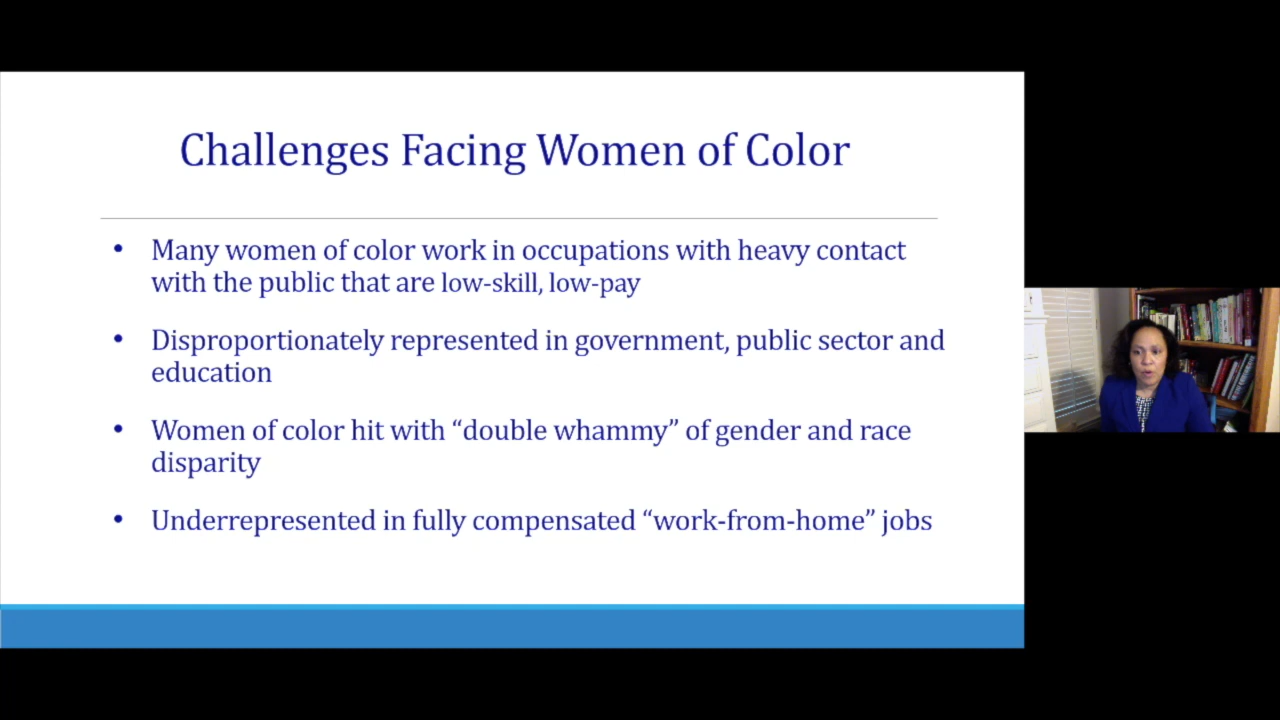 Challenges Facing Women of Color
• Many women of color work in occupations with heavy contact
with the public that are low-skill, low-pay
• Disproportionately represented in government, public sector and
education
• Women of color hit with “double whammy” of gender and race
disparity
• Underrepresented in fully compensated “work-from-home” jobs